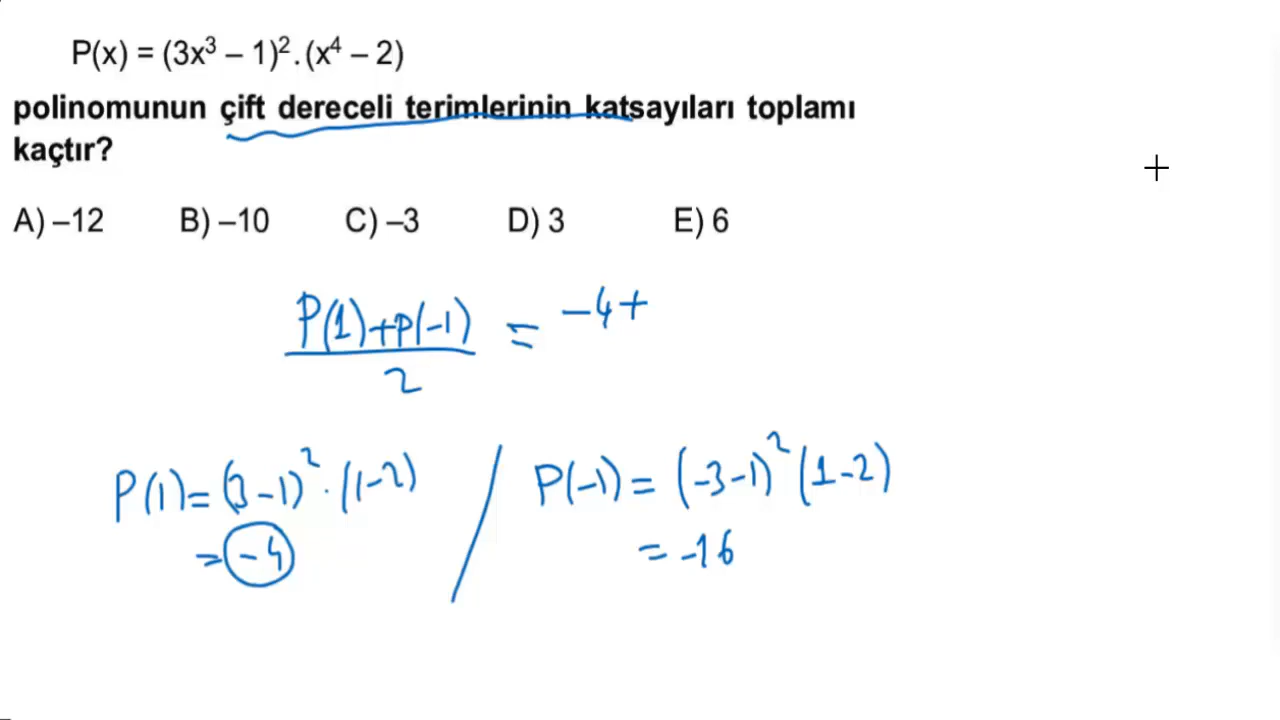 P(x) = (3x³ – 1)².(x⁴ – 2)
polinomunun çift dereceli terimlerinin katsayıları toplamı
kaçtır?
A) –12 B) –10 C) –3 D) 3 E) 6
P(1)+P(-1) / 2 = -4+
P(1) = (3-1)².(1-2) / P(-1) = (-3-1)² (1-2)
= -4 = -16